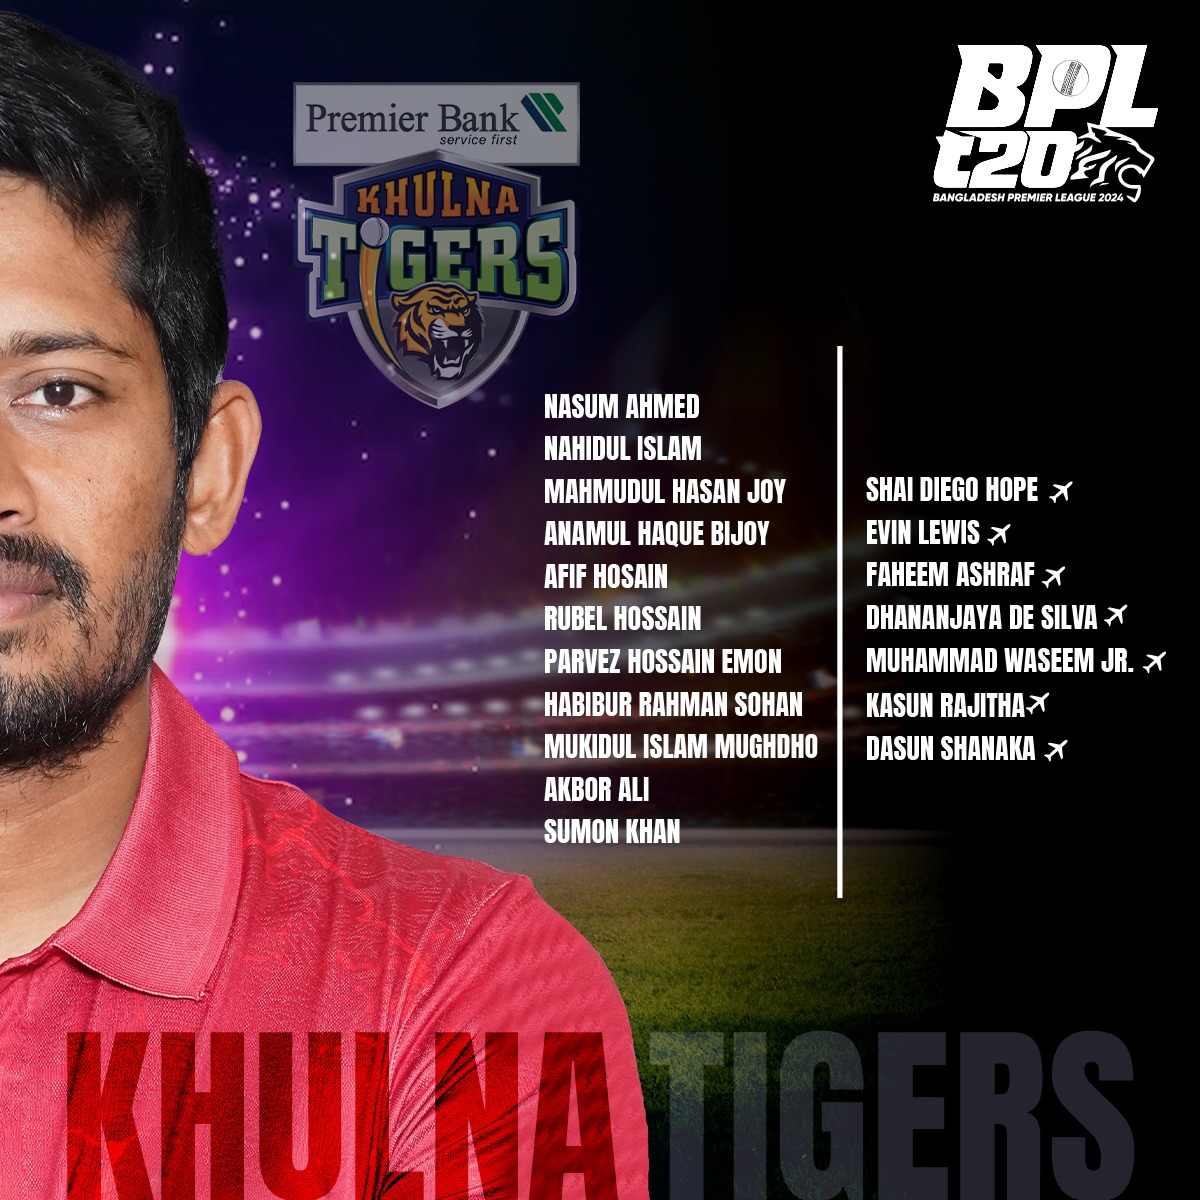 Premier Bank
service first
KHULNA
TIGERS
BPL
t20
BANGLADESH PREMIER LEAGUE 2024
NASUM AHMED
NAHIDUL ISLAM
MAHMUDUL HASAN JOY
ANAMUL HAQUE BIJOY
AFIF HOSAIN
RUBEL HOSSAIN
PARVEZ HOSSAIN EMON
HABIBUR RAHMAN SOHAN
MUKIDUL ISLAM MUGHDHO
AKBOR ALI
SUMON KHAN
SHAI DIEGO HOPE
EVIN LEWIS
FAHEEM ASHRAF
DHANANJAYA DE SILVA
MUHAMMAD WASEEM JR.
KASUN RAJITHA
DASUN SHANAKA
KHULNA TIGERS